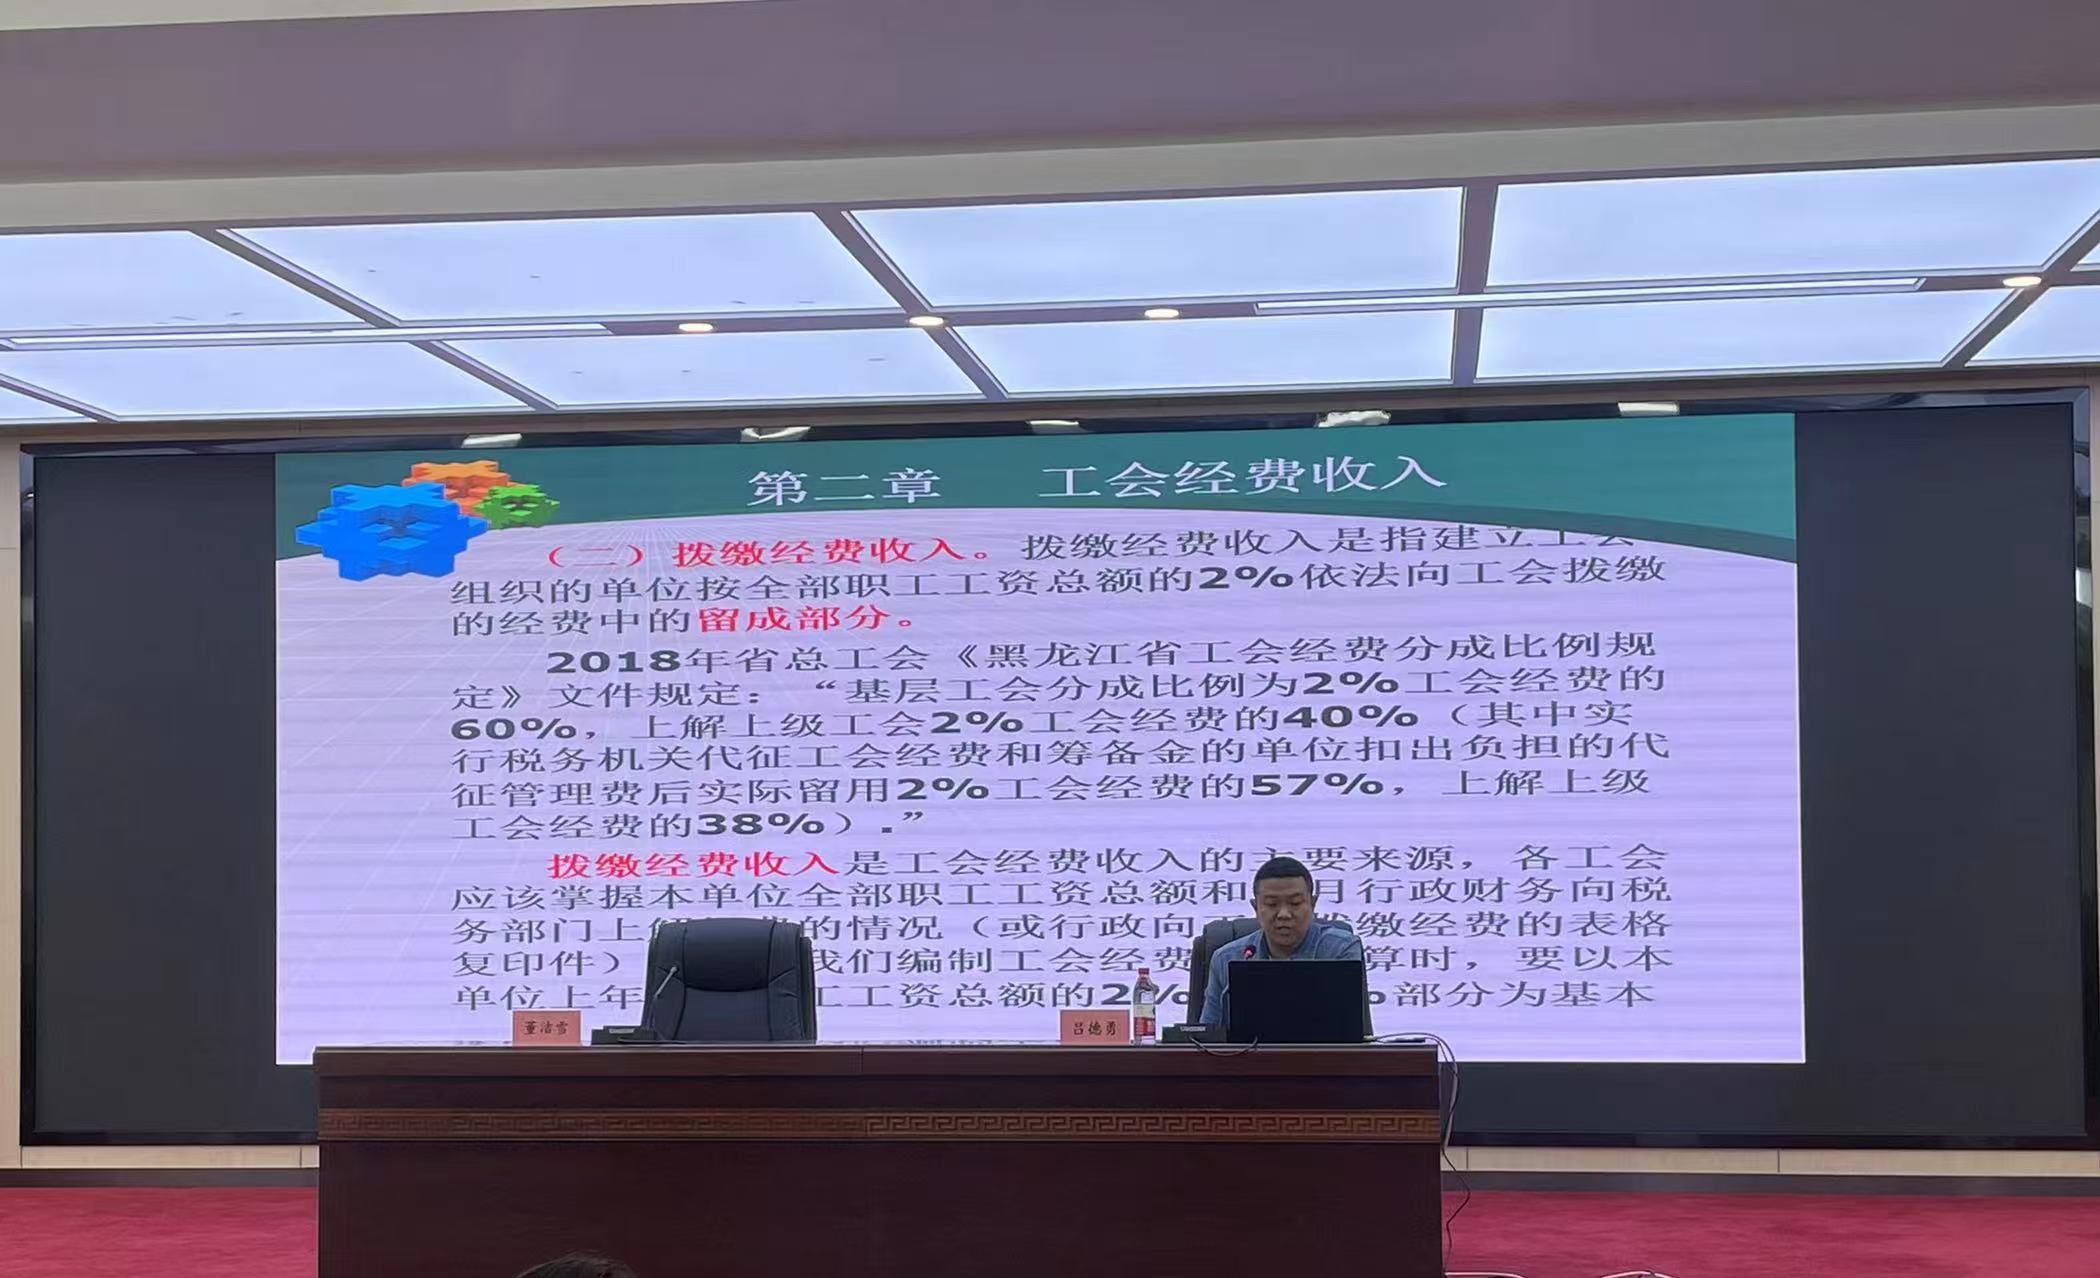 第二章 工会经费收入
（二）拨缴经费收入。拨缴经费收入是指建立工会
组织的单位按全部职工工资总额的2%依法向工会拨缴
的经费中的留成部分。
2018年省总工会《黑龙江省工会经费分成比例规
定》文件规定：“基层工会分成比例为2%工会经费的
60%，上解上级工会2%工会经费的40%（其中实
行税务机关代征工会经费和筹备金的单位扣出负担的代
征管理费后实际留用2%工会经费的57%，上解上级
工会经费的38%）.”
拨缴经费收入是工会经费收入的主要来源，各工会
应该掌握本单位全部职工工资总额和 月行政财务向税
务部门上解 的情况（或行政向 拨缴经费的表格
复印件） 我们编制工会经费 算时，要以本
单位上年 工工资总额的2% %部分为基本
董洁雪
吕德勇